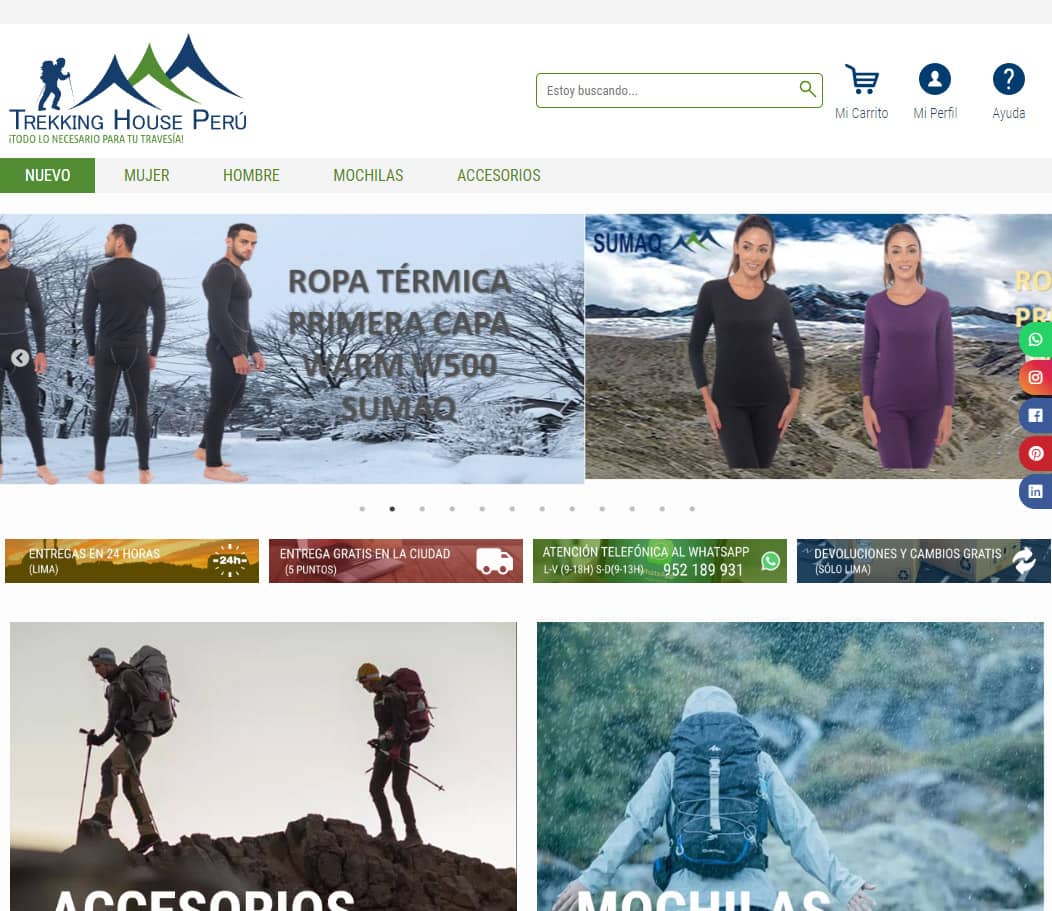 TREKKING HOUSE PERÚ
¡TODO LO NECESARIO PARA TU TRAVESÍA!
Estoy buscando...
Mi Carrito
Mi Perfil
Ayuda
NUEVO
MUJER
HOMBRE
MOCHILAS
ACCESORIOS
ROPA TÉRMICA
PRIMERA CAPA
WARM W500
SUMAQ
SUMAQ
RO
PR
ENTREGAS EN 24 HORAS
(LIMA)
24h
ENTREGA GRATIS EN LA CIUDAD
(5 PUNTOS)
ATENCIÓN TELEFÓNICA AL WHATSAPP
L-V (9-18H) S-D(9-13H) 952 189 931
DEVOLUCIONES Y CAMBIOS GRATIS
(SÓLO LIMA)
ACCESORIOS
MOCHILAS